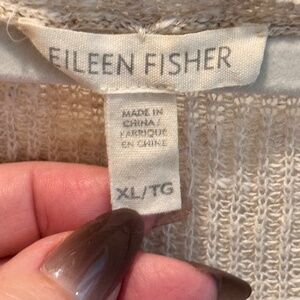 EILEEN FISHER
MADE IN
CHINA/
FABRIQUÉ
EN CHINE
XL/TG